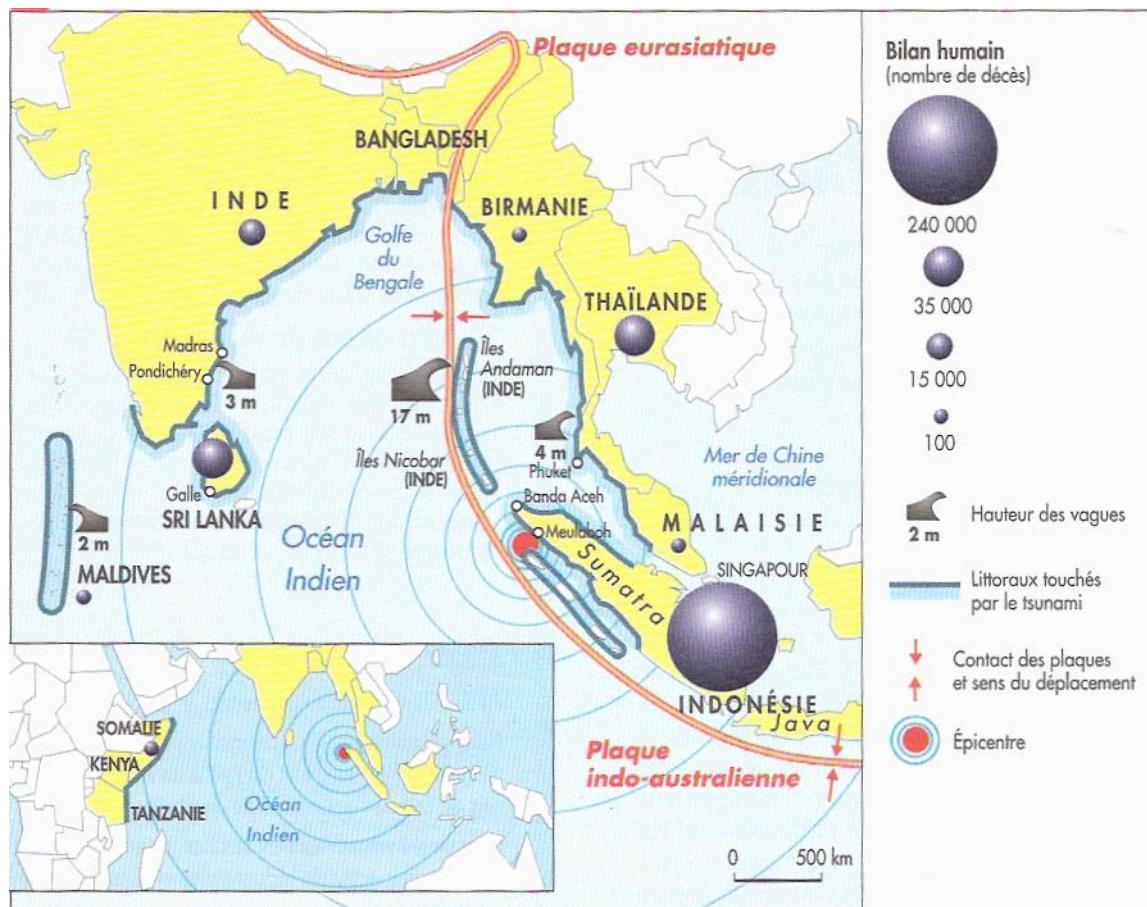 Plaque eurasiatique
BANGLADESH
INDE
BIRMANIE
Golfe
du
Bengale
THAÏLANDE
Madras
Pondichéry
3 m
17 m
Îles
Andaman
(INDE)
4 m
Phuket
Îles Nicobar
(INDE)
Mer de Chine
méridionale
Galle
SRI LANKA
Banda Aceh
Meulaboh
MALAISIE
2 m
MALDIVES
Océan
Indien
Sumatra
SINGAPOUR
INDONÉSIE
Java
Plaque
indo-australienne
SOMALIE
KENYA
TANZANIE
Océan
Indien
0 500 km
Bilan humain
(nombre de décès)
240 000
35 000
15 000
100
2 m
Hauteur des vagues
Littoraux touchés
par le tsunami
Contact des plaques
et sens du déplacement
Épicentre